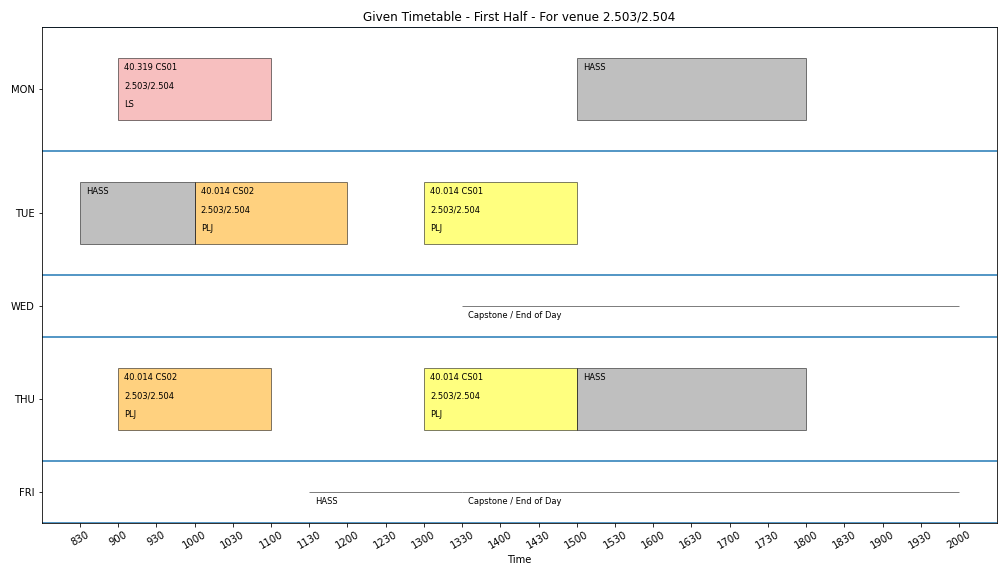 Given Timetable - First Half - For venue 2.503/2.504
MON
40.319 CS01
2.503/2.504
LS
HASS
TUE
HASS
40.014 CS02
2.503/2.504
PLJ
40.014 CS01
2.503/2.504
PLJ
WED
Capstone / End of Day
THU
40.014 CS02
2.503/2.504
PLJ
40.014 CS01
2.503/2.504
PLJ
HASS
FRI
HASS
Capstone / End of Day
830 900 930 1000 1030 1100 1130 1200 1230 1300 1330 1400 1430 1500 1600 1630 1700 1730 1800 1830 1900 1930 2000
Time